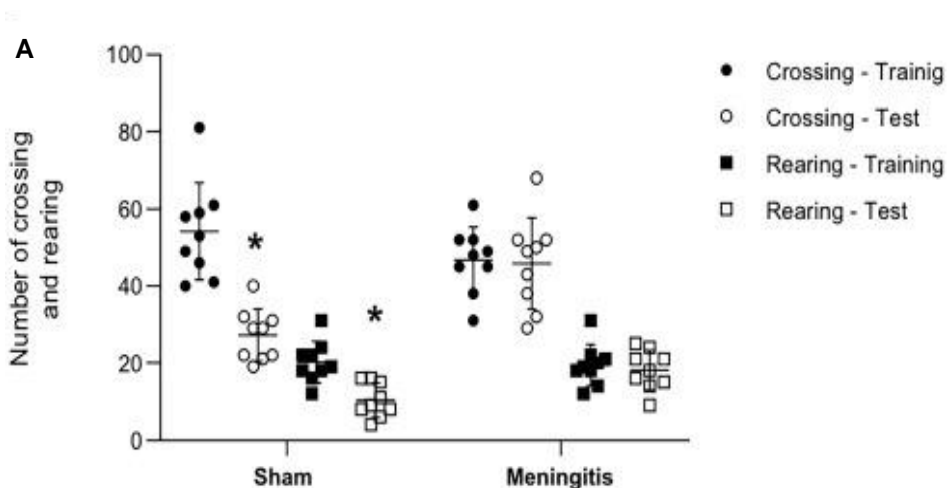 A
100
80
60
40
20
0
Number of crossing
and rearing
*
*
Sham
Meningitis
Crossing - Trainig
Crossing - Test
Rearing - Training
Rearing - Test